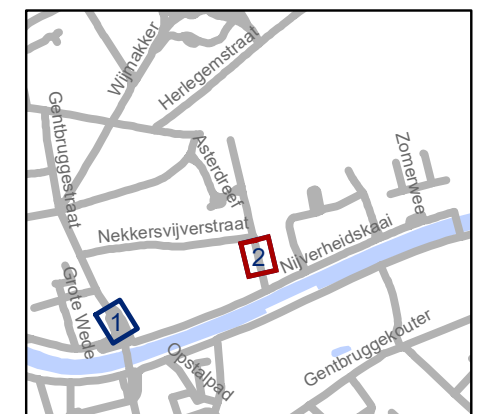 Wijmakker
Herlegemstraat
Gentbruggestraat
Asterdreef
Zomerwee
Nekkersvijverstraat
2
Nijverheidskaai
Grote Wede
1
Opstalpad
Gentbruggekouter